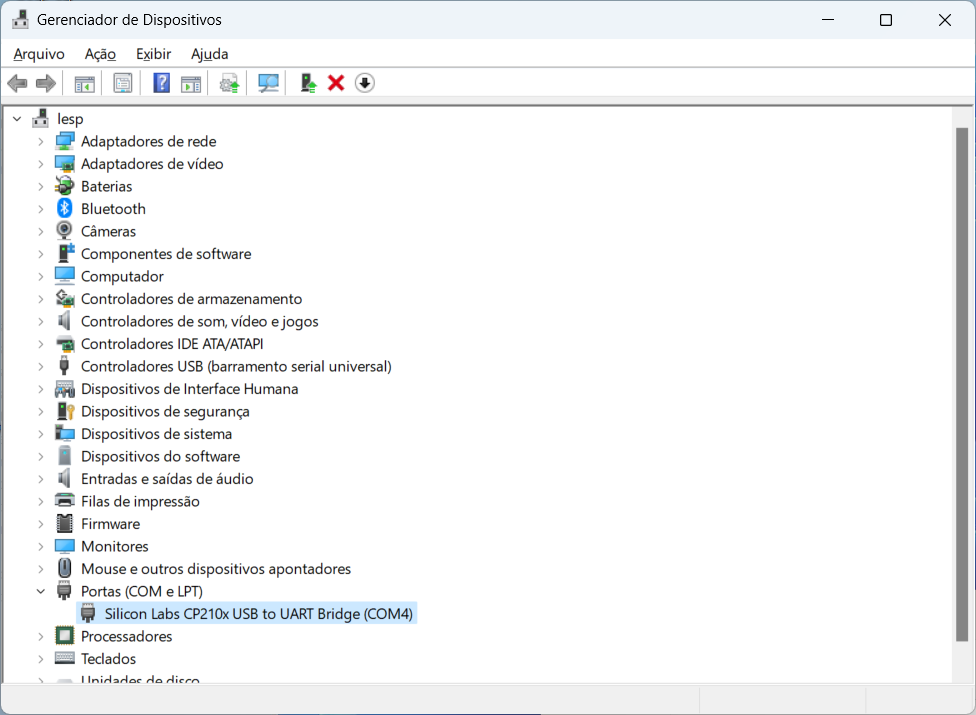 Gerenciador de Dispositivos
Arquivo Ação Exibir Ajuda
Iesp
Adaptadores de rede
Adaptadores de vídeo
Baterias
Bluetooth
Câmeras
Componentes de software
Computador
Controladores de armazenamento
Controladores de som, vídeo e jogos
Controladores IDE ATA/ATAPI
Controladores USB (barramento serial universal)
Dispositivos de Interface Humana
Dispositivos de segurança
Dispositivos de sistema
Dispositivos do software
Entradas e saídas de áudio
Filas de impressão
Firmware
Monitores
Mouse e outros dispositivos apontadores
Portas (COM e LPT)
Silicon Labs CP210x USB to UART Bridge (COM4)
Processadores
Teclados
Unidades de disco